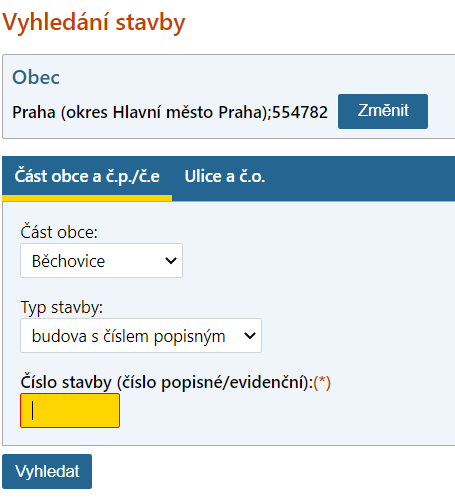 Vyhledání stavby
Obec
Praha (okres Hlavní město Praha);554782 Změnit
Část obce a č.p./č.e Ulice a č.o.
Část obce:
Běchovice
Typ stavby:
budova s číslem popisným
Číslo stavby (číslo popisné/evidenční):(*)
Vyhledat